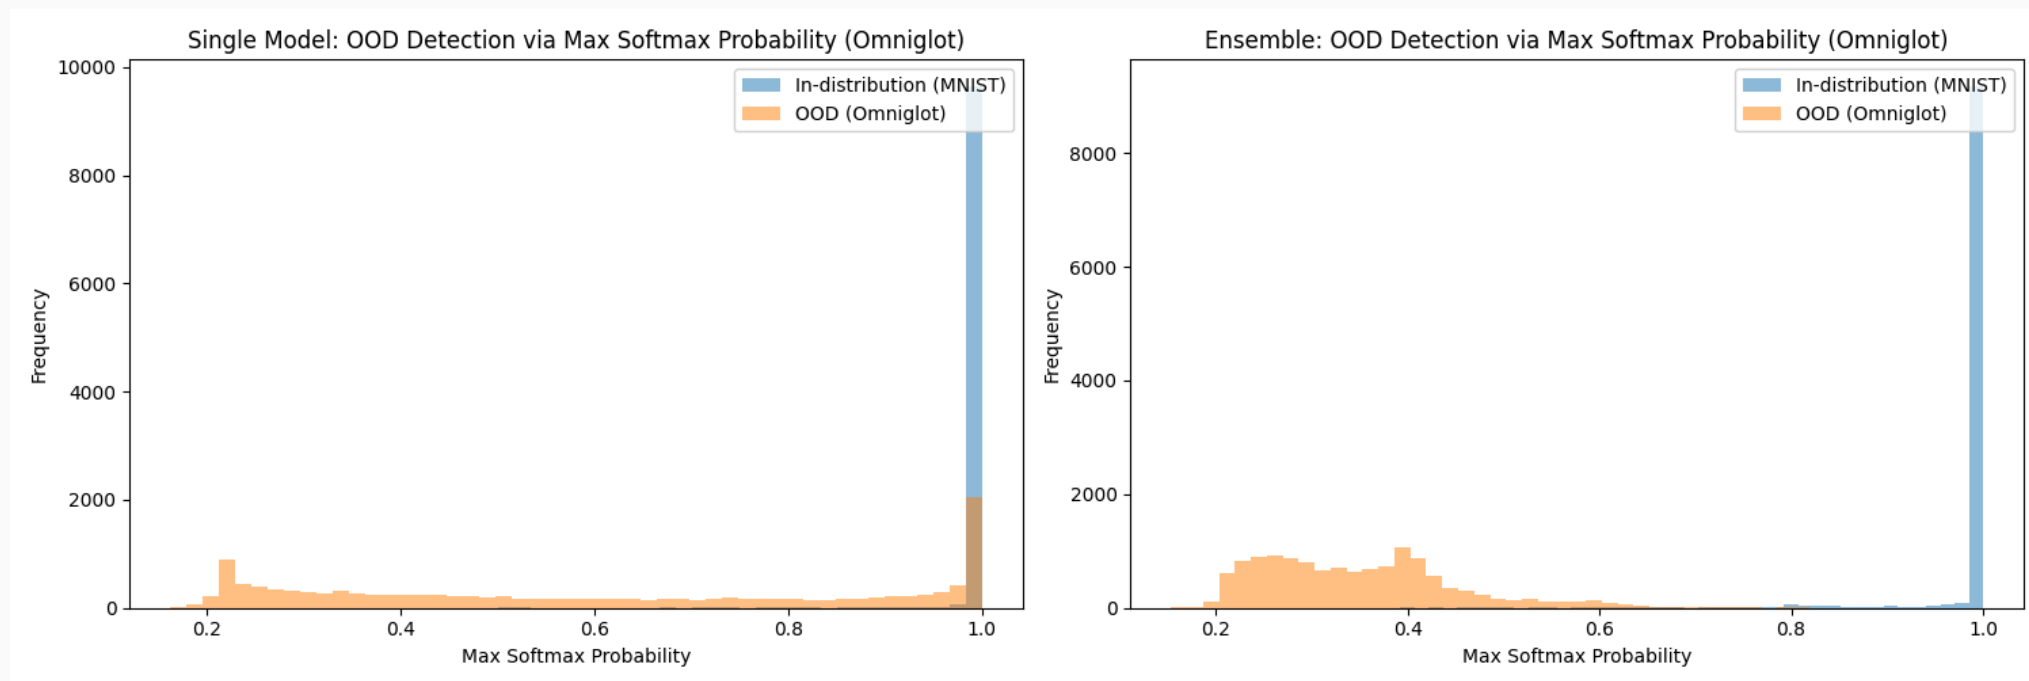 Single Model: OOD Detection via Max Softmax Probability (Omniglot)
10000
8000
6000
4000
2000
0
Frequency
In-distribution (MNIST)
OOD (Omniglot)
0.2 0.4 0.6 0.8 1.0
Max Softmax Probability
Ensemble: OOD Detection via Max Softmax Probability (Omniglot)
8000
6000
4000
2000
0
Frequency
In-distribution (MNIST)
OOD (Omniglot)
0.2 0.4 0.6 0.8 1.0
Max Softmax Probability